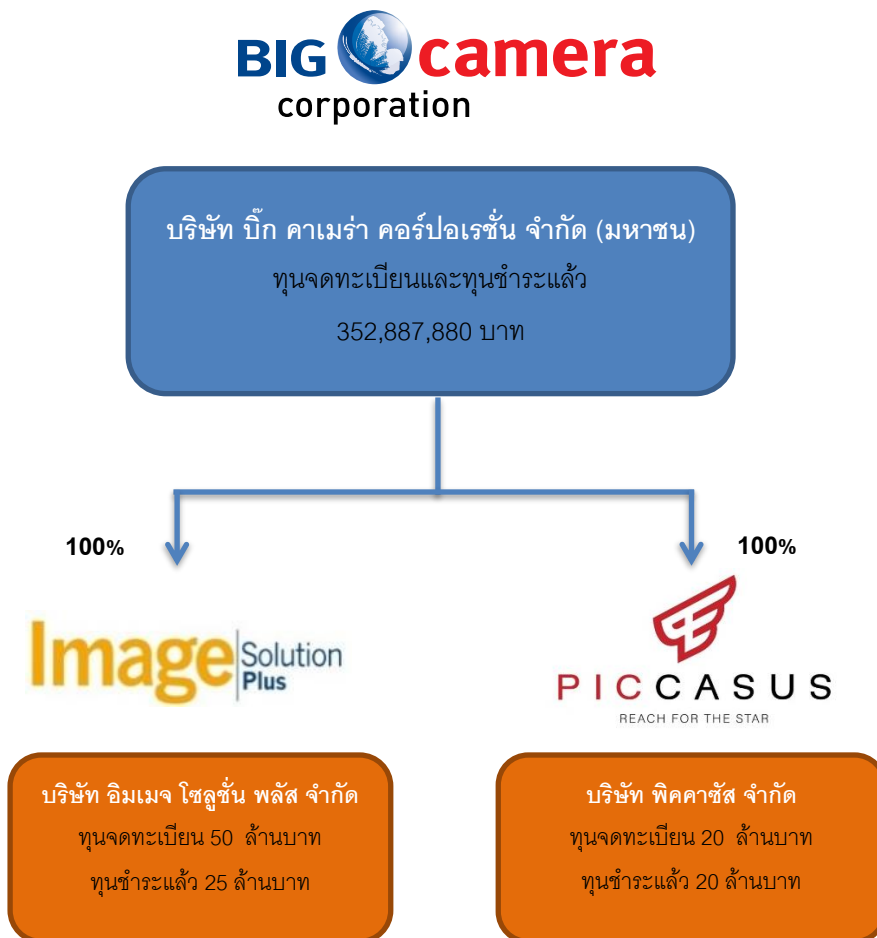 BIG camera
corporation
บริษัท บิ๊ก คาเมร่า คอร์ปอเรชั่น จำกัด (มหาชน)
ทุนจดทะเบียนและทุนชำระแล้ว
352,887,880 บาท
100%
100%
Image Solution Plus
PICCASUS
REACH FOR THE STAR
บริษัท อิมเมจ โซลูชั่น พลัส จำกัด
ทุนจดทะเบียน 50 ล้านบาท
ทุนชำระแล้ว 25 ล้านบาท
บริษัท พิคคาซัส จำกัด
ทุนจดทะเบียน 20 ล้านบาท
ทุนชำระแล้ว 20 ล้านบาท